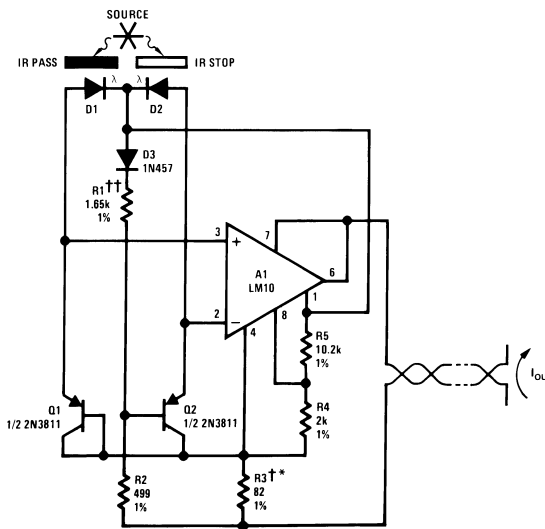 SOURCE
IR PASS
IR STOP
λ
λ
D1
D2
D3
1N457
R1††
1.65k
1%
3
+
7
A1
LM10
6
1
2
−
4
8
R5
10.2k
1%
Q1
1/2 2N3811
Q2
1/2 2N3811
R4
2k
1%
R2
499
1%
R3†*
82
1%
IOU